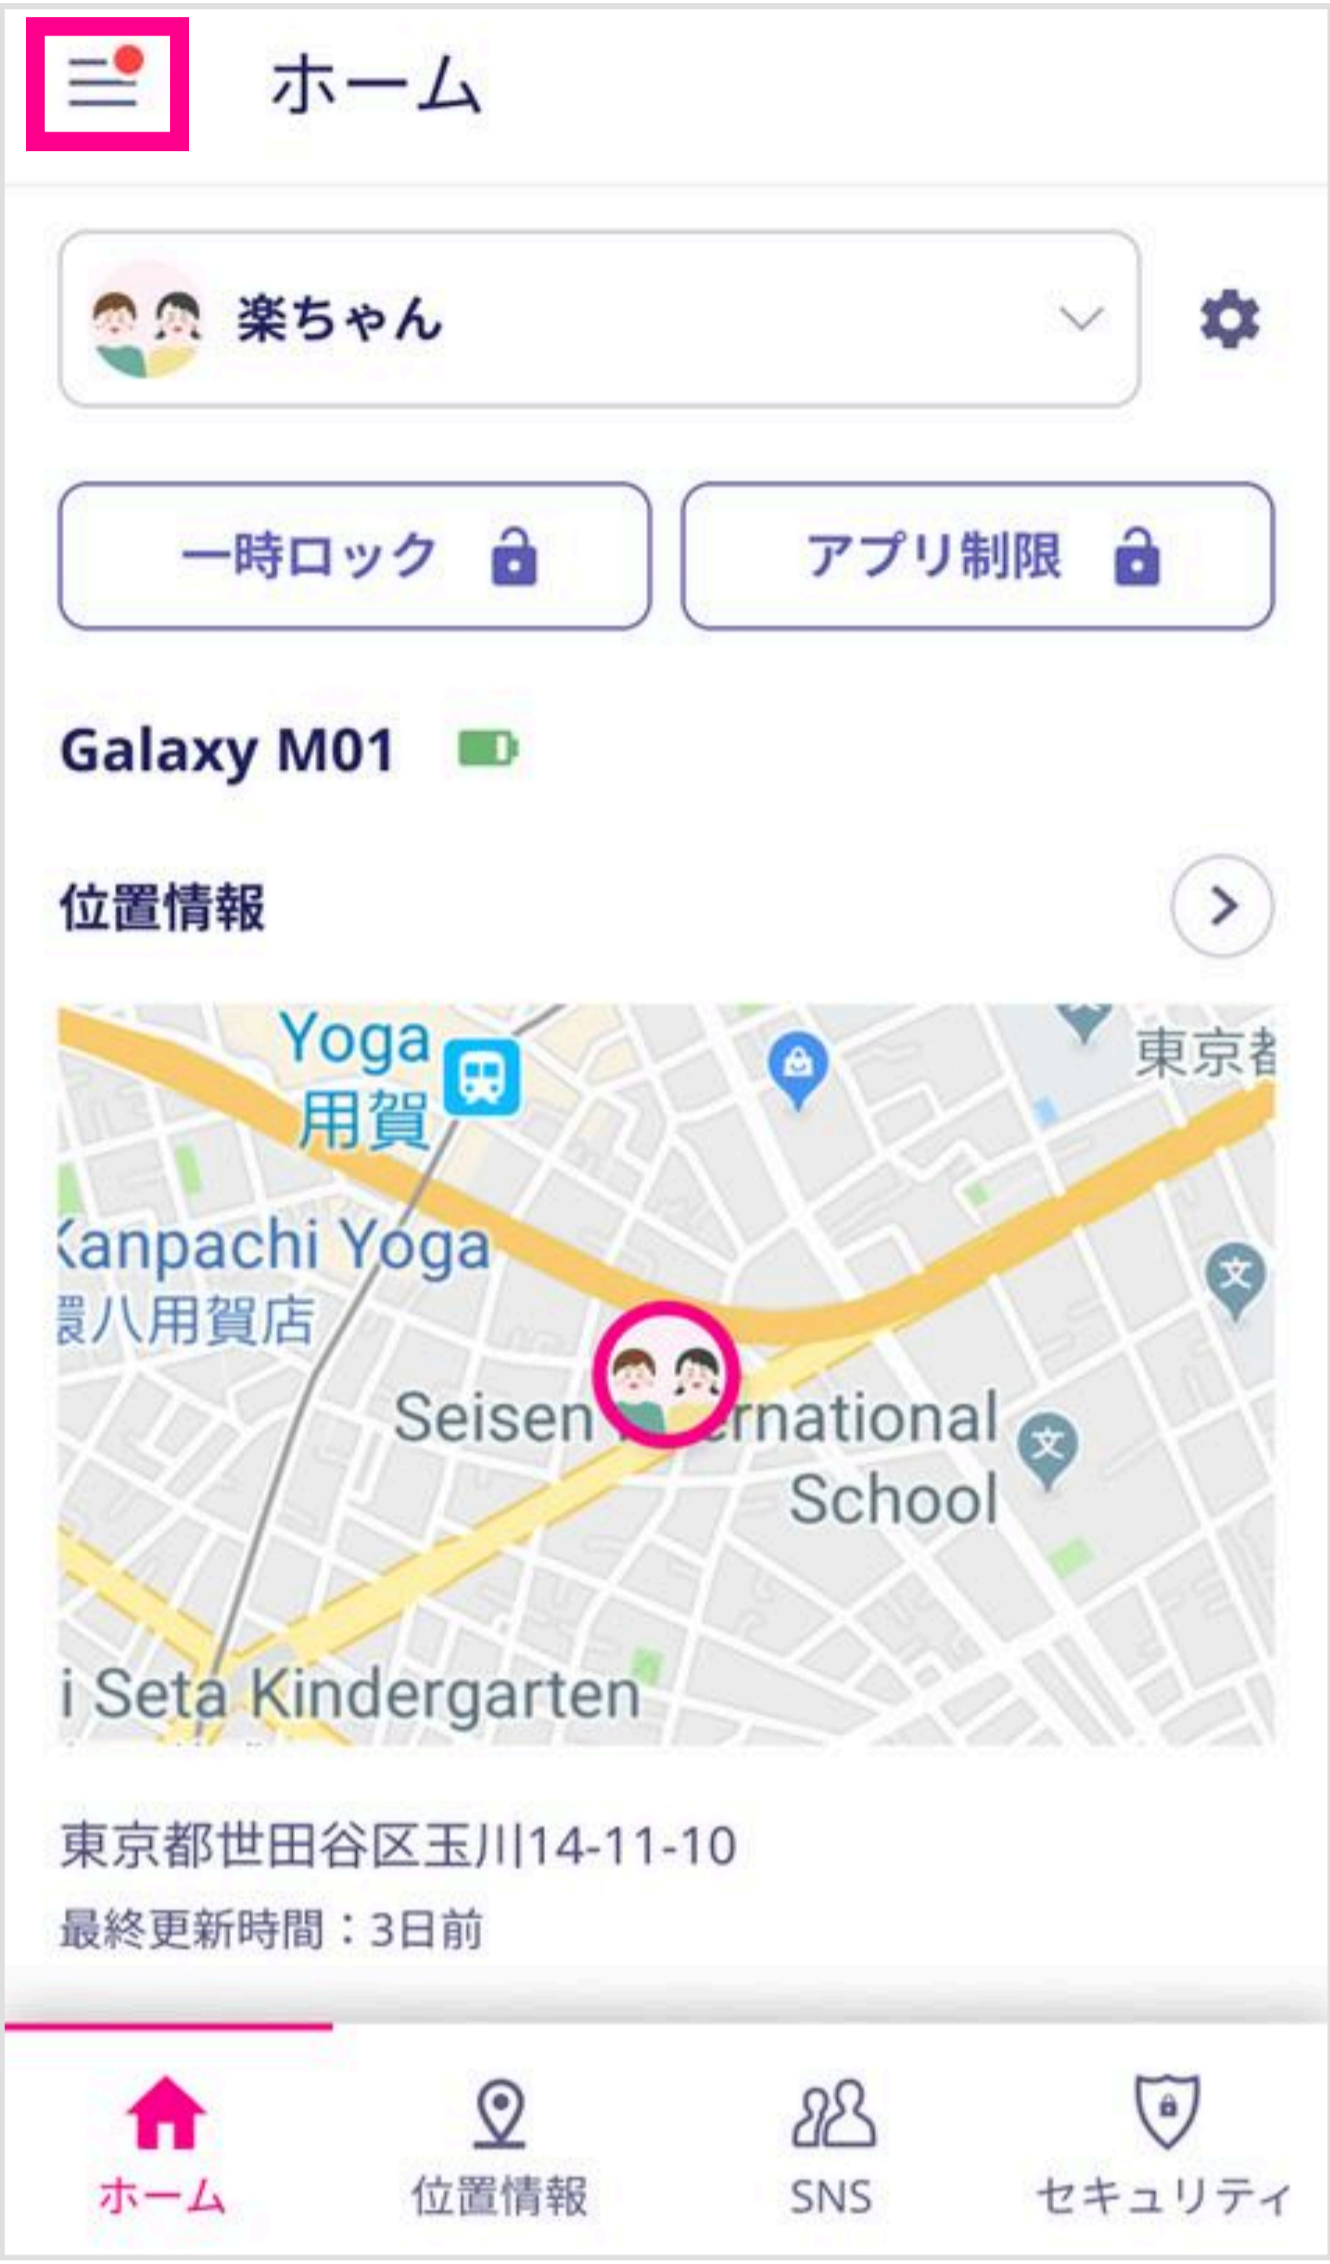 ホーム
楽ちゃん
一時ロック
アプリ制限
Galaxy M01
位置情報
Yoga
用賀
東京都
Kanpachi Yoga
環八用賀店
文
Seisen International
School
文
i Seta Kindergarten
東京都世田谷区玉川14-11-10
最終更新時間：3日前
ホーム
位置情報
SNS
セキュリティ